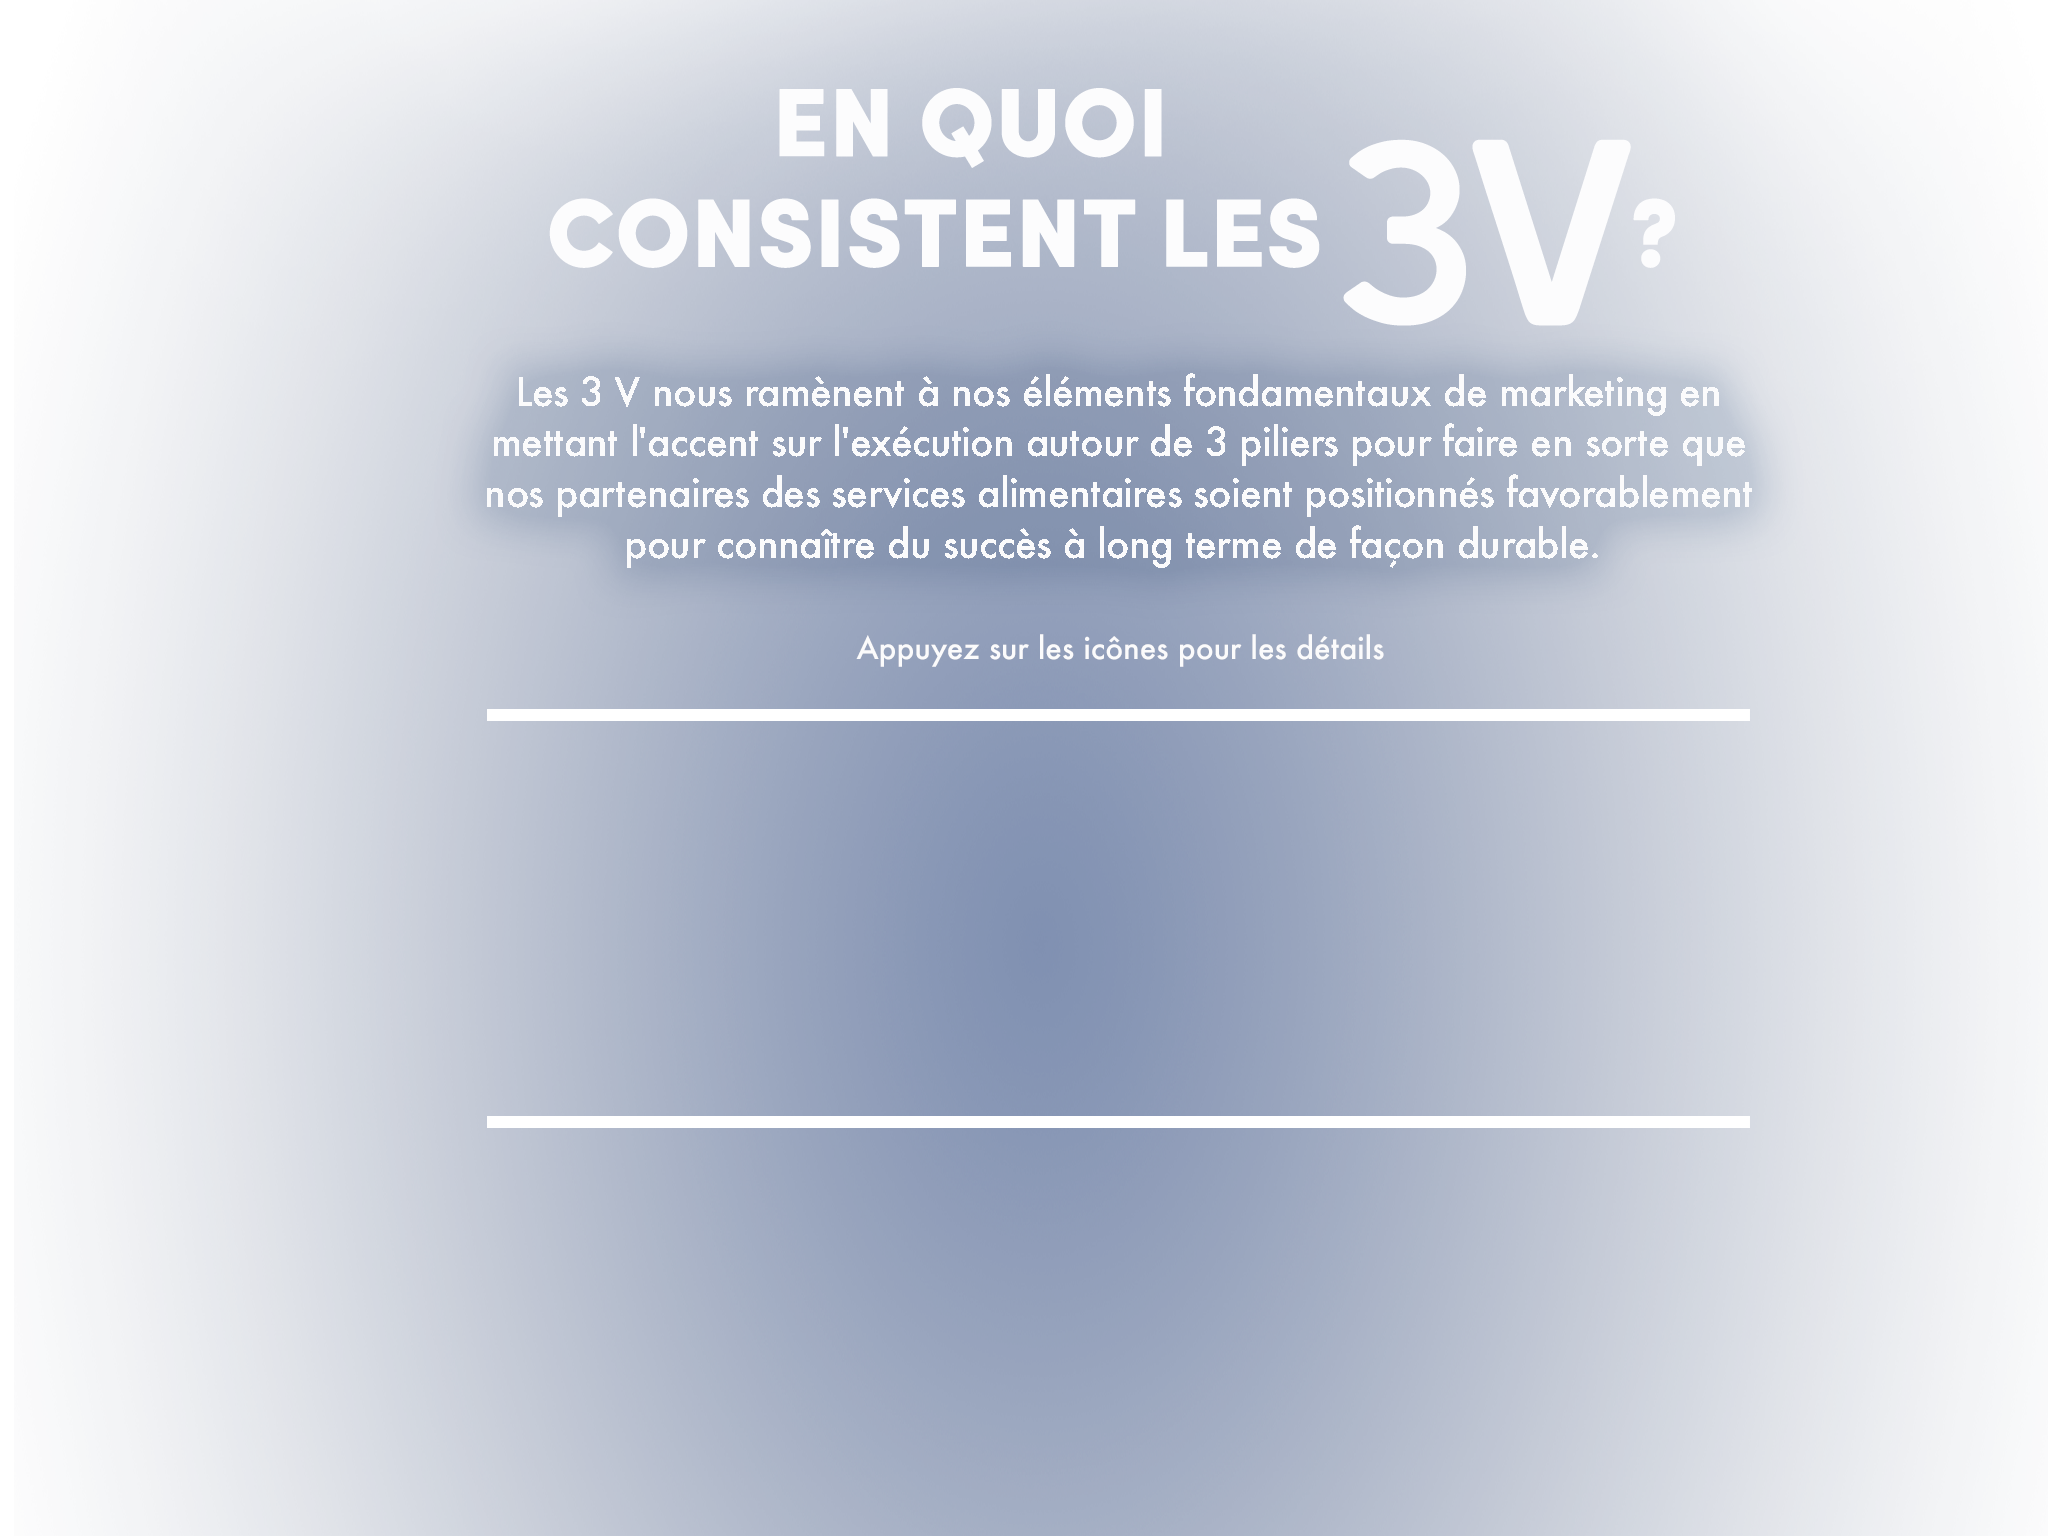 EN QUOI
CONSISTENT LES 3V?
Les 3 V nous ramènent à nos éléments fondamentaux de marketing en
mettant l'accent sur l'exécution autour de 3 piliers pour faire en sorte que
nos partenaires des services alimentaires soient positionnés favorablement
pour connaître du succès à long terme de façon durable.
Appuyez sur les icônes pour les détails